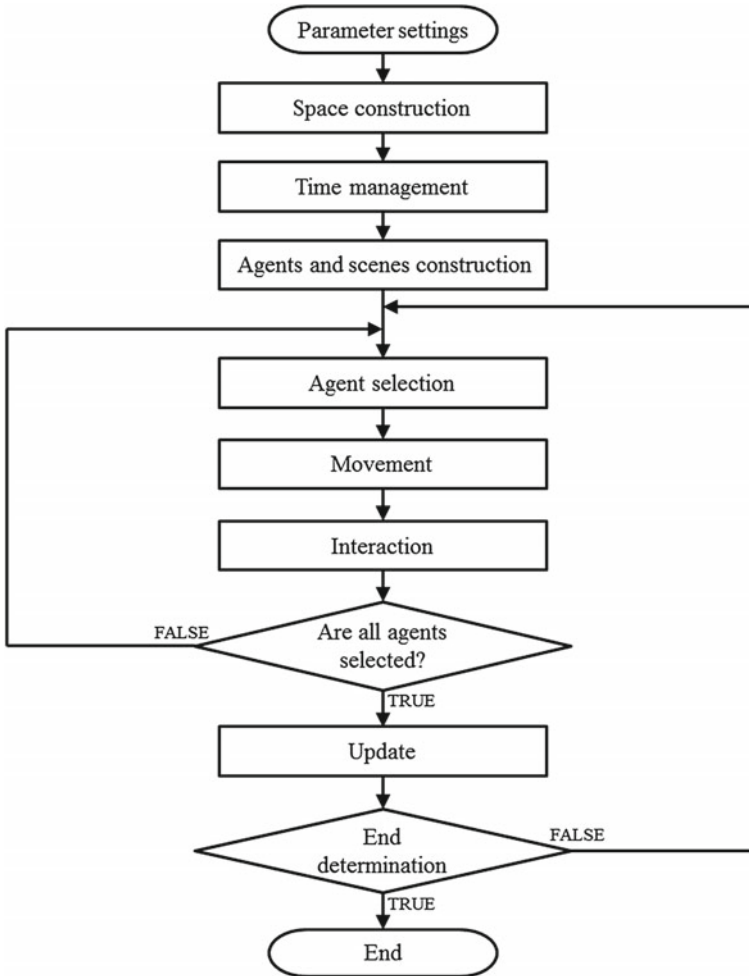 Parameter settings
Space construction
Time management
Agents and scenes construction
Agent selection
Movement
Interaction
FALSE
Are all agents
selected?
TRUE
Update
End
determination
FALSE
TRUE
End